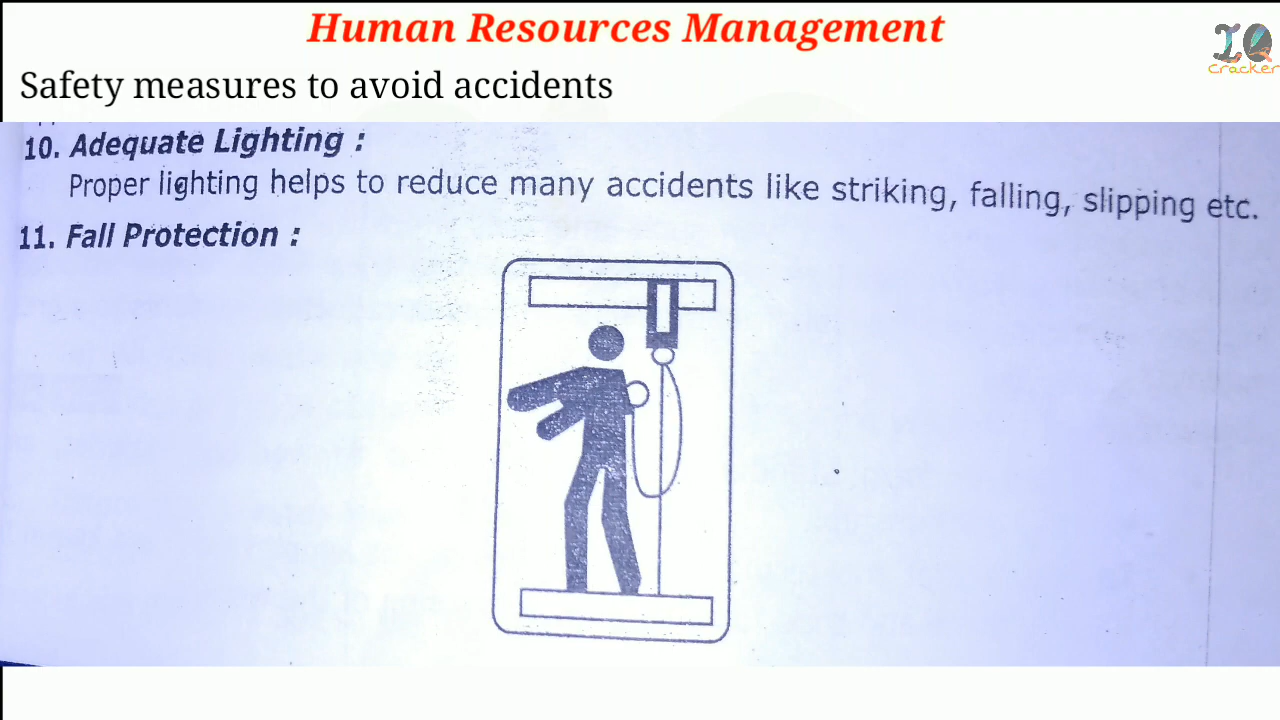 Human Resources Management
IQ
cracker
Safety measures to avoid accidents
10. Adequate Lighting :
Proper lighting helps to reduce many accidents like striking, falling, slipping etc.
11. Fall Protection :